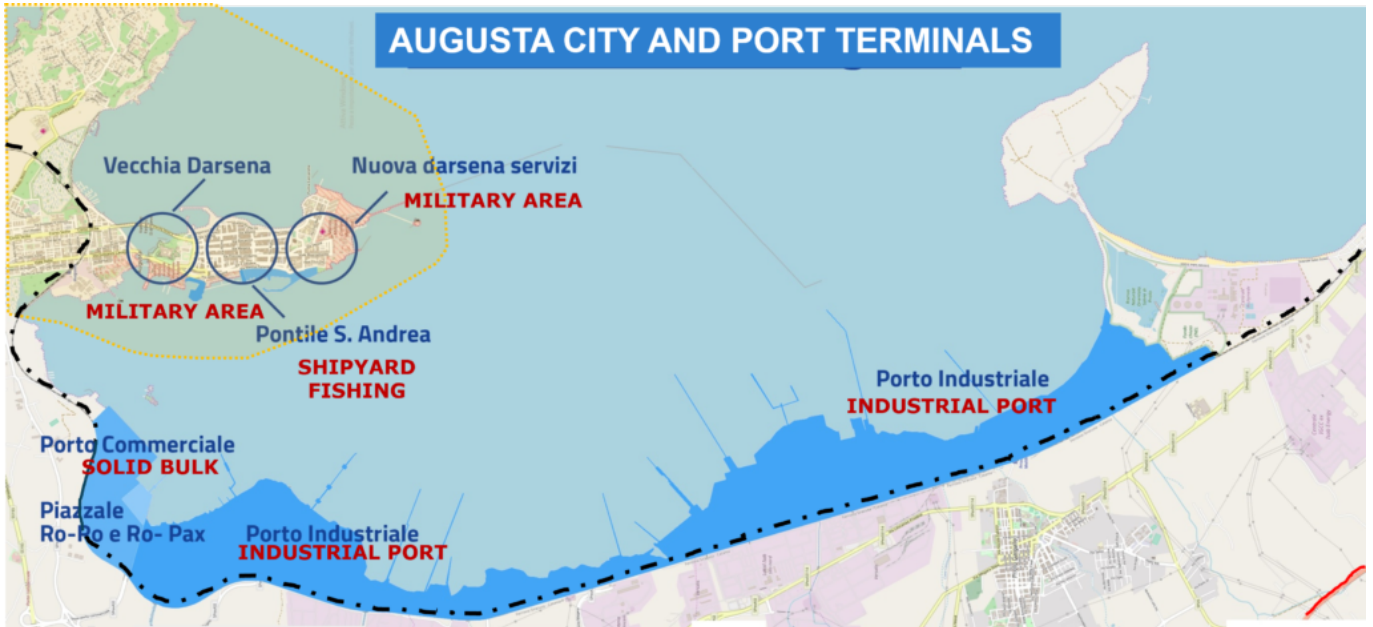 AUGUSTA CITY AND PORT TERMINALS
Vecchia Darsena
Nuova darsena servizi
MILITARY AREA
MILITARY AREA
Pontile S. Andrea
SHIPYARD
FISHING
Porto Industriale
INDUSTRIAL PORT
Porto Commerciale
SOLID BULK
Piazzale
Ro-Ro e Ro- Pax
Porto Industriale
INDUSTRIAL PORT